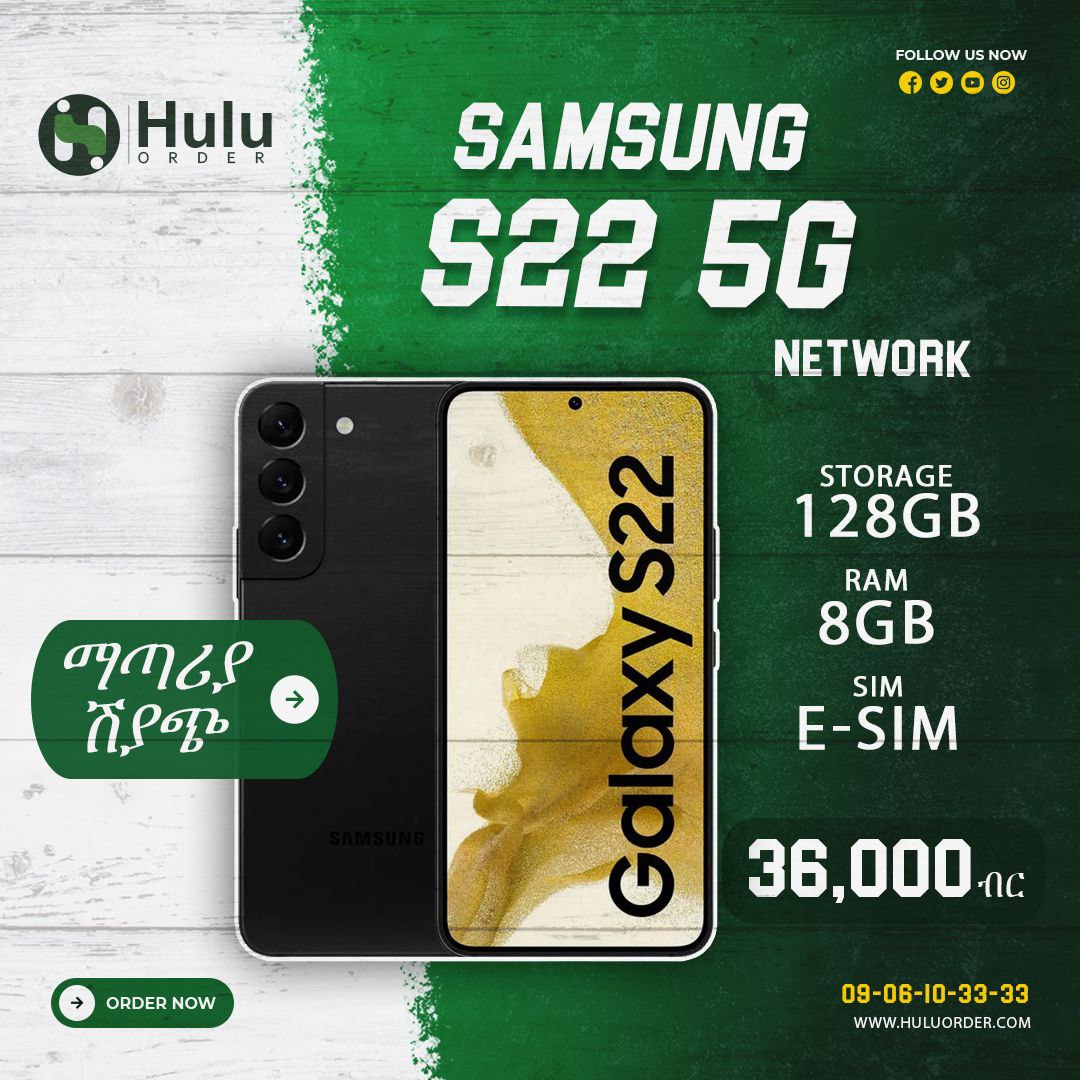 Hulu
ORDER
FOLLOW US NOW
SAMSUNG
S22 5G
NETWORK
STORAGE
128GB
RAM
8GB
SIM
E-SIM
Galaxy S22
ማጣሪያ
ሽያጭ
SAMSUNG
36,000 ብር
ORDER NOW
09-06-10-33-33
WWW.HULUORDER.COM